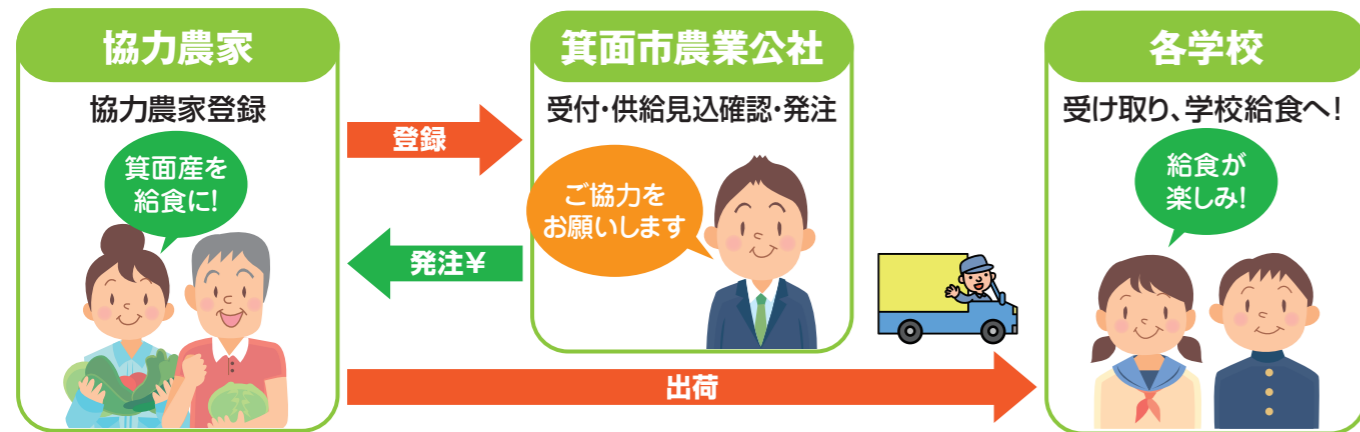 協力農家
協力農家登録
箕面産を
給食に!
登録
発注¥
箕面市農業公社
受付・供給見込確認・発注
ご協力を
お願いします
出荷
各学校
受け取り、学校給食へ!
給食が
楽しみ!